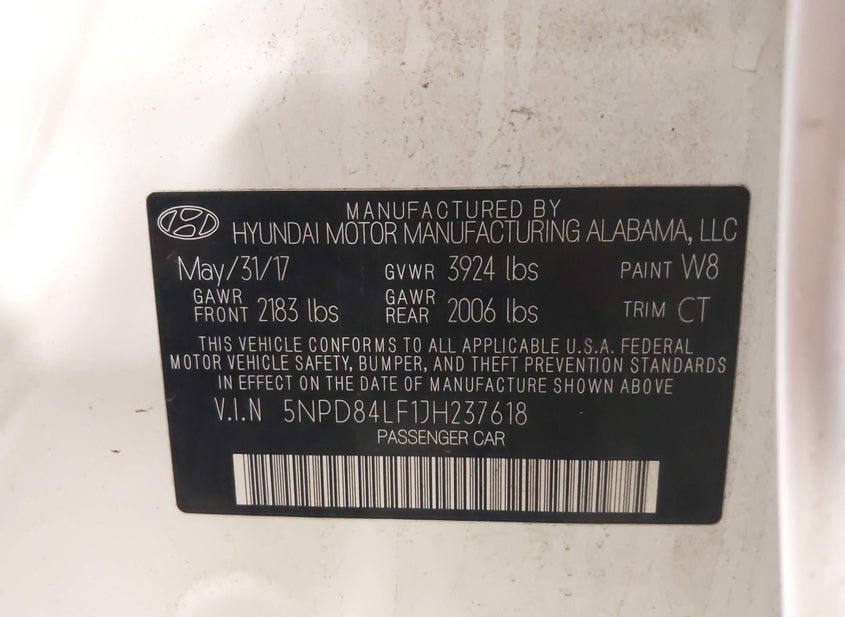 MANUFACTURED BY
HYUNDAI MOTOR MANUFACTURING ALABAMA, LLC
May/31/17 GVWR 3924 lbs PAINT W8
GAWR FRONT 2183 lbs GAWR REAR 2006 lbs TRIM CT
THIS VEHICLE CONFORMS TO ALL APPLICABLE U.S.A. FEDERAL
MOTOR VEHICLE SAFETY, BUMPER, AND THEFT PREVENTION STANDARDS
IN EFFECT ON THE DATE OF MANUFACTURE SHOWN ABOVE
V.I.N 5NPD84LF1JH237618
PASSENGER CAR